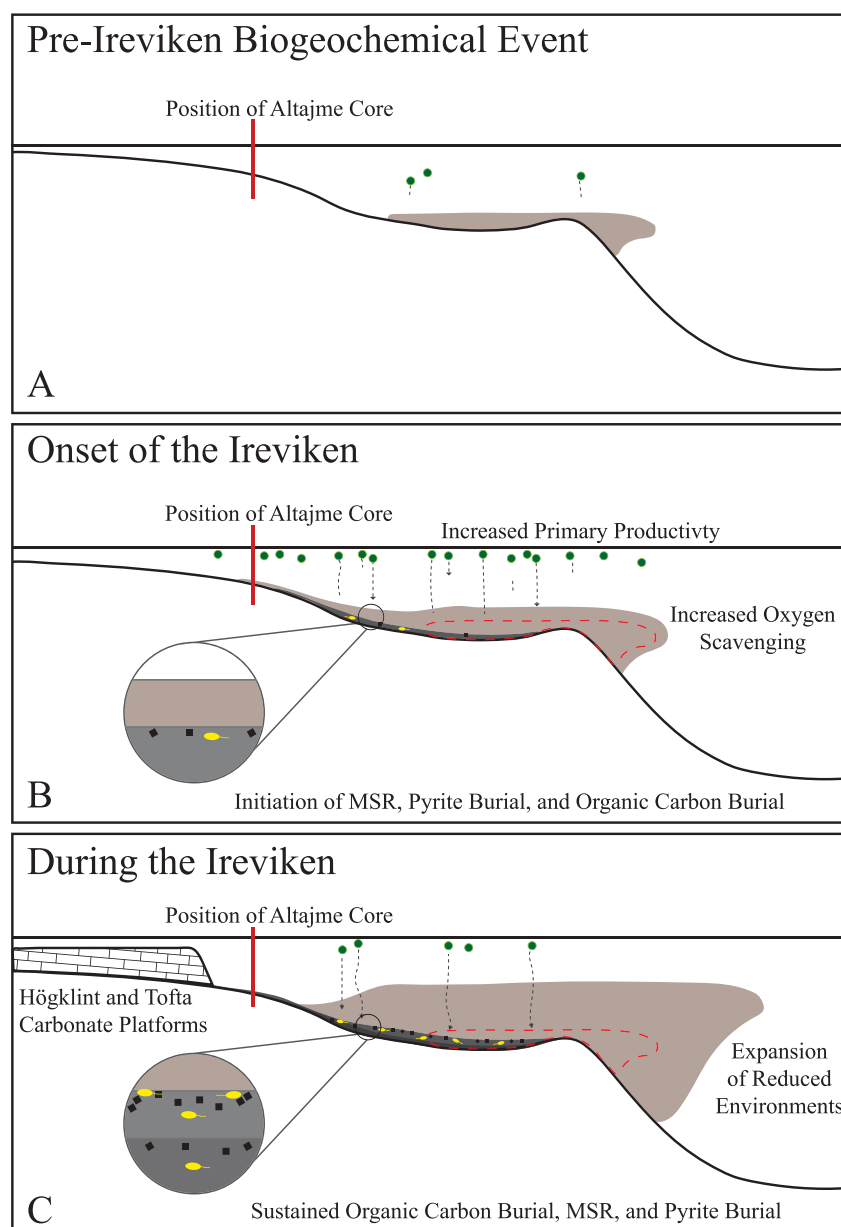 Pre-Ireviken Biogeochemical Event
Position of Altajme Core
A
Onset of the Ireviken
Position of Altajme Core
Increased Primary Productivty
Increased Oxygen
Scavenging
B
Initiation of MSR, Pyrite Burial, and Organic Carbon Burial
During the Ireviken
Position of Altajme Core
Högklint and Tofta
Carbonate Platforms
Expansion
of Reduced
Environments
C
Sustained Organic Carbon Burial, MSR, and Pyrite Burial